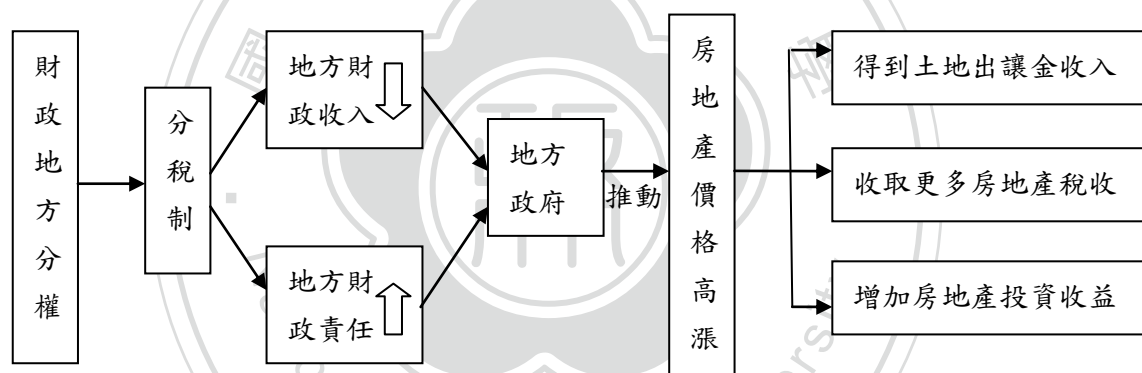 財政地方分權
分稅制
地方財
政收入
地方財
政責任
地方
政府
推動
房地產價格高漲
得到土地出讓金收入
收取更多房地產稅收
增加房地產投資收益